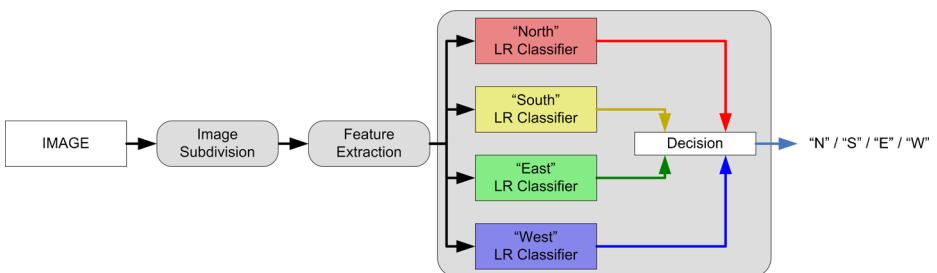 IMAGE
Image
Subdivision
Feature
Extraction
“North”
LR Classifier
“South”
LR Classifier
“East”
LR Classifier
“West”
LR Classifier
Decision
“N” / “S” / “E” / “W”